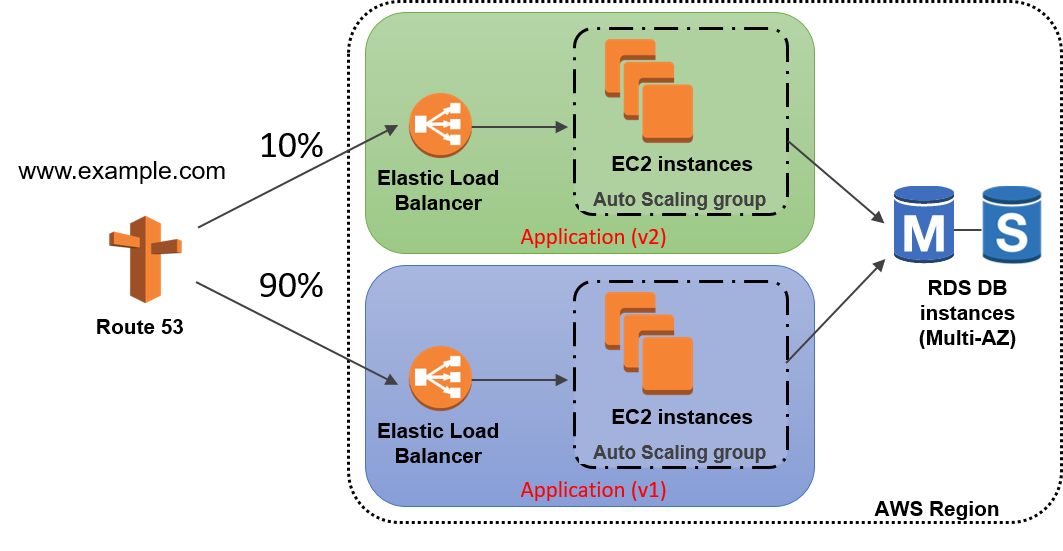 www.example.com
Route 53
10%
90%
Elastic Load
Balancer
EC2 instances
Auto Scaling group
Application (v2)
Elastic Load
Balancer
EC2 instances
Auto Scaling group
Application (v1)
M
S
RDS DB
instances
(Multi-AZ)
AWS Region